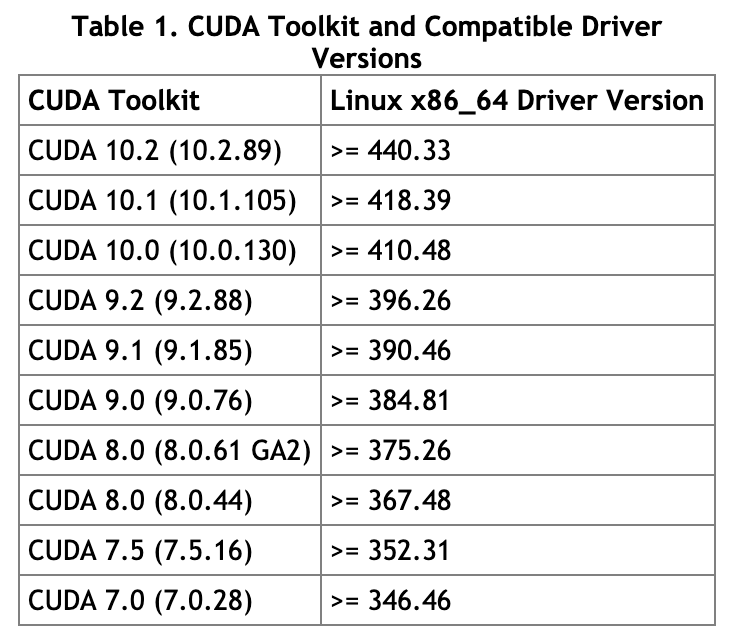 Table 1. CUDA Toolkit and Compatible Driver
Versions
CUDA Toolkit Linux x86_64 Driver Version
CUDA 10.2 (10.2.89) >= 440.33
CUDA 10.1 (10.1.105) >= 418.39
CUDA 10.0 (10.0.130) >= 410.48
CUDA 9.2 (9.2.88) >= 396.26
CUDA 9.1 (9.1.85) >= 390.46
CUDA 9.0 (9.0.76) >= 384.81
CUDA 8.0 (8.0.61 GA2) >= 375.26
CUDA 8.0 (8.0.44) >= 367.48
CUDA 7.5 (7.5.16) >= 352.31
CUDA 7.0 (7.0.28) >= 346.46